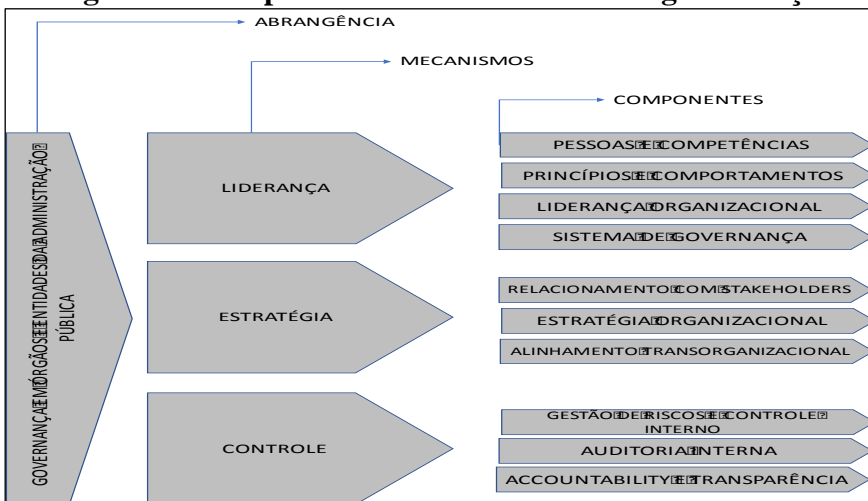 ABRANGÊNCIA
MECANISMOS
COMPONENTES
GOVERNANÇA EM ÓRGÃOS E ENTIDADES DA ADMINISTRAÇÃO
PÚBLICA
LIDERANÇA
PESSOAS E COMPETÊNCIAS
PRINCÍPIOS E COMPORTAMENTOS
LIDERANÇA ORGANIZACIONAL
SISTEMA DE GOVERNANÇA
ESTRATÉGIA
RELACIONAMENTO COM STAKEHOLDERS
ESTRATÉGIA ORGANIZACIONAL
ALINHAMENTO TRANSORGANIZACIONAL
CONTROLE
GESTÃO DE RISCOS E CONTROLE
INTERNO
AUDITORIA INTERNA
ACCOUNTABILITY E TRANSPARÊNCIA